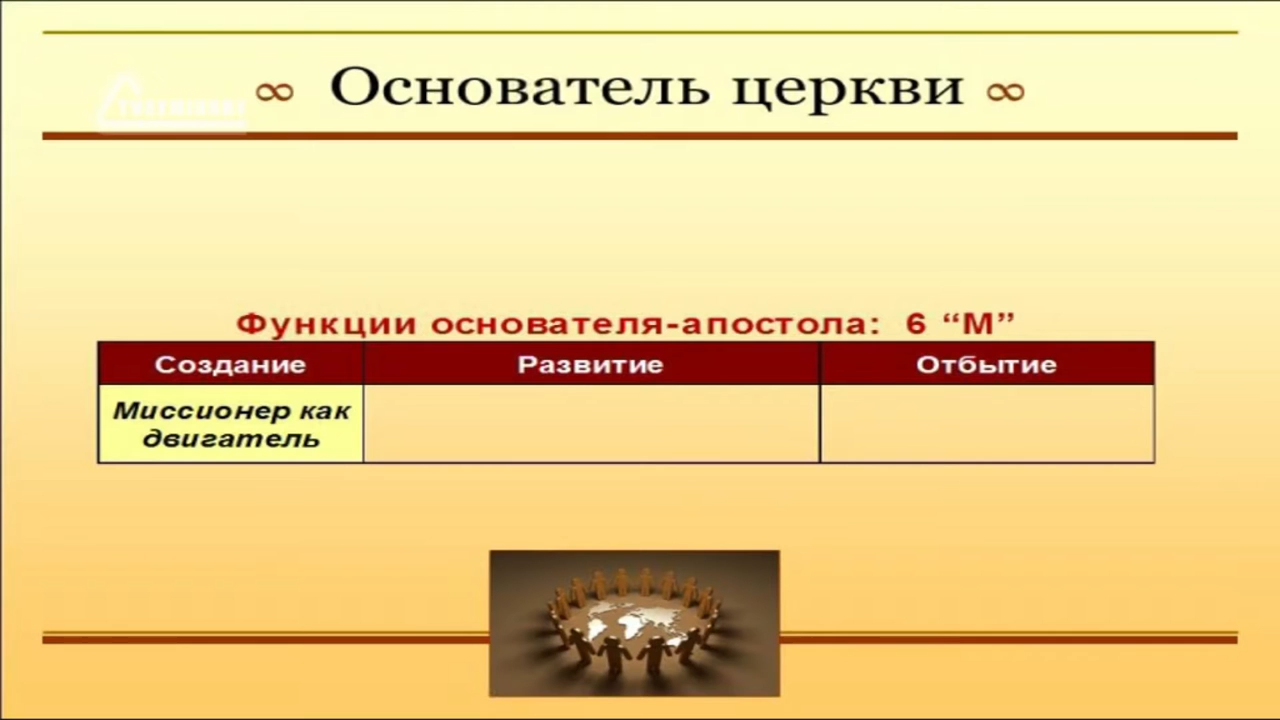 ∞ Основатель церкви ∞
Функции основателя-апостола: 6 “М”
Создание Развитие Отбытие
Миссионер как
двигатель